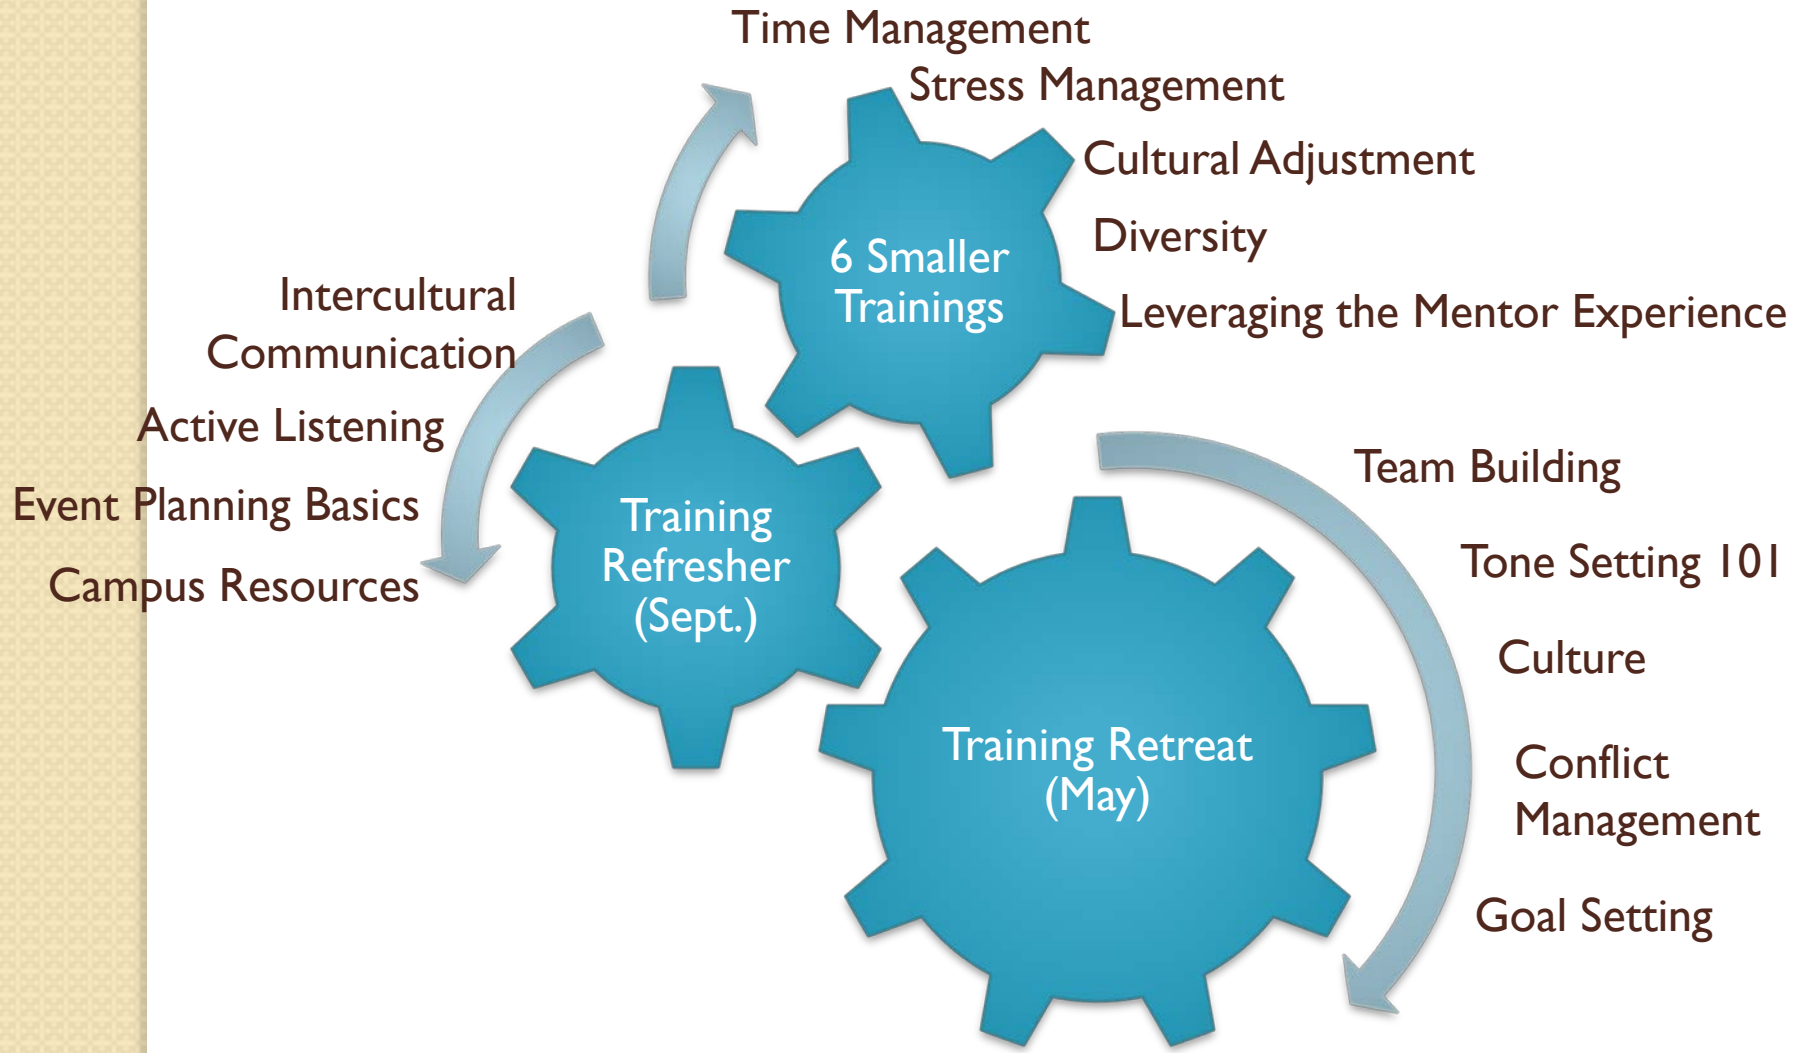 Time Management
Stress Management
Cultural Adjustment
Diversity
Leveraging the Mentor Experience
6 Smaller
Trainings
Intercultural
Communication
Active Listening
Event Planning Basics
Campus Resources
Training
Refresher
(Sept.)
Team Building
Tone Setting 101
Culture
Conflict
Management
Goal Setting
Training Retreat
(May)